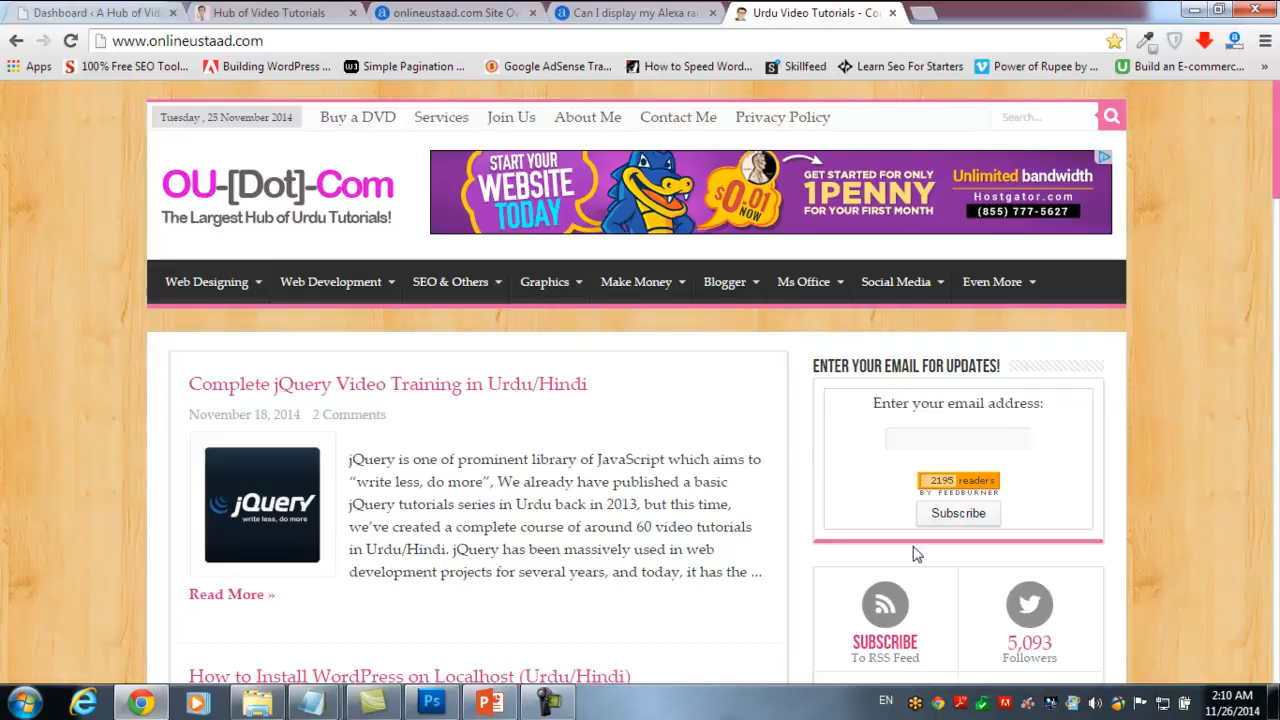 Dashboard ‹ A Hub of Vid
Hub of Video Tutorials
onlineustaad.com Site Ov
Can I display my Alexa ra
Urdu Video Tutorials - Co
www.onlineustaad.com
Apps
100% Free SEO Tool...
Building WordPress ...
Simple Pagination ...
Google AdSense Tra...
How to Speed Word...
Skillfeed
Learn Seo For Starters
Power of Rupee by ...
Build an E-commerc...
»
Tuesday , 25 November 2014
Buy a DVD
Services
Join Us
About Me
Contact Me
Privacy Policy
Search...
OU-[Dot]-Com
The Largest Hub of Urdu Tutorials!
START YOUR
WEBSITE
TODAY
$0.01
NOW
GET STARTED FOR ONLY
1PENNY
FOR YOUR FIRST MONTH
Unlimited bandwidth
Hostgator.com
(855) 777-5627
Web Designing
Web Development
SEO & Others
Graphics
Make Money
Blogger
Ms Office
Social Media
Even More
Complete jQuery Video Training in Urdu/Hindi
November 18, 2014 2 Comments
jQuery
write less, do more.
jQuery is one of prominent library of JavaScript which aims to
“write less, do more”, We already have published a basic
jQuery tutorials series in Urdu back in 2013, but this time,
we’ve created a complete course of around 60 video tutorials
in Urdu/Hindi. jQuery has been massively used in web
development projects for several years, and today, it has the ...
Read More »
How to Install WordPress on Localhost (Urdu/Hindi)
ENTER YOUR EMAIL FOR UPDATES!
Enter your email address:
2195 readers
BY FEEDBURNER
Subscribe
SUBSCRIBE
To RSS Feed
5,093
Followers
EN
2:10 AM
11/26/2014